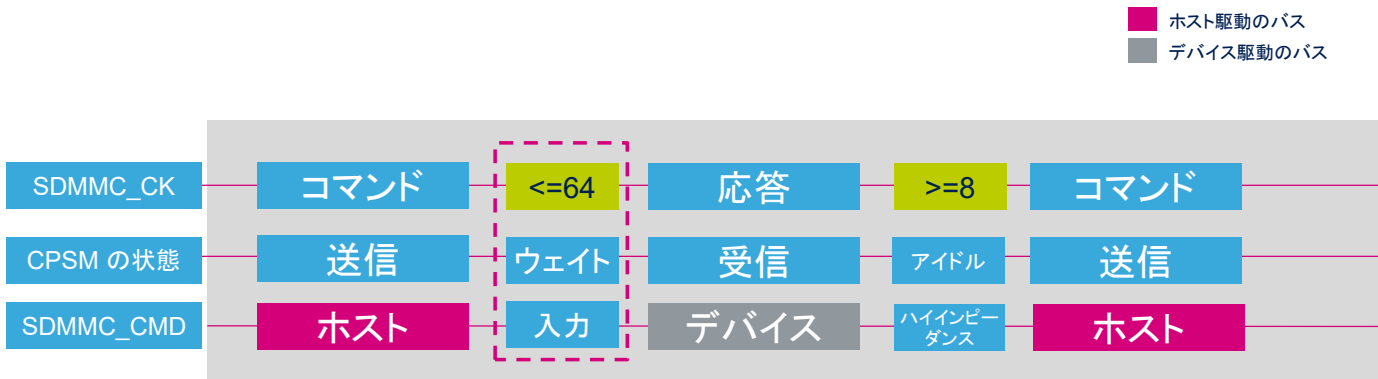 ホスト駆動のバス
デバイス駆動のバス
SDMMC_CK
コマンド
<=64
応答
>=8
コマンド
CPSM の状態
送信
ウェイト
受信
アイドル
送信
SDMMC_CMD
ホスト
入力
デバイス
ハイインピー
ダンス
ホスト